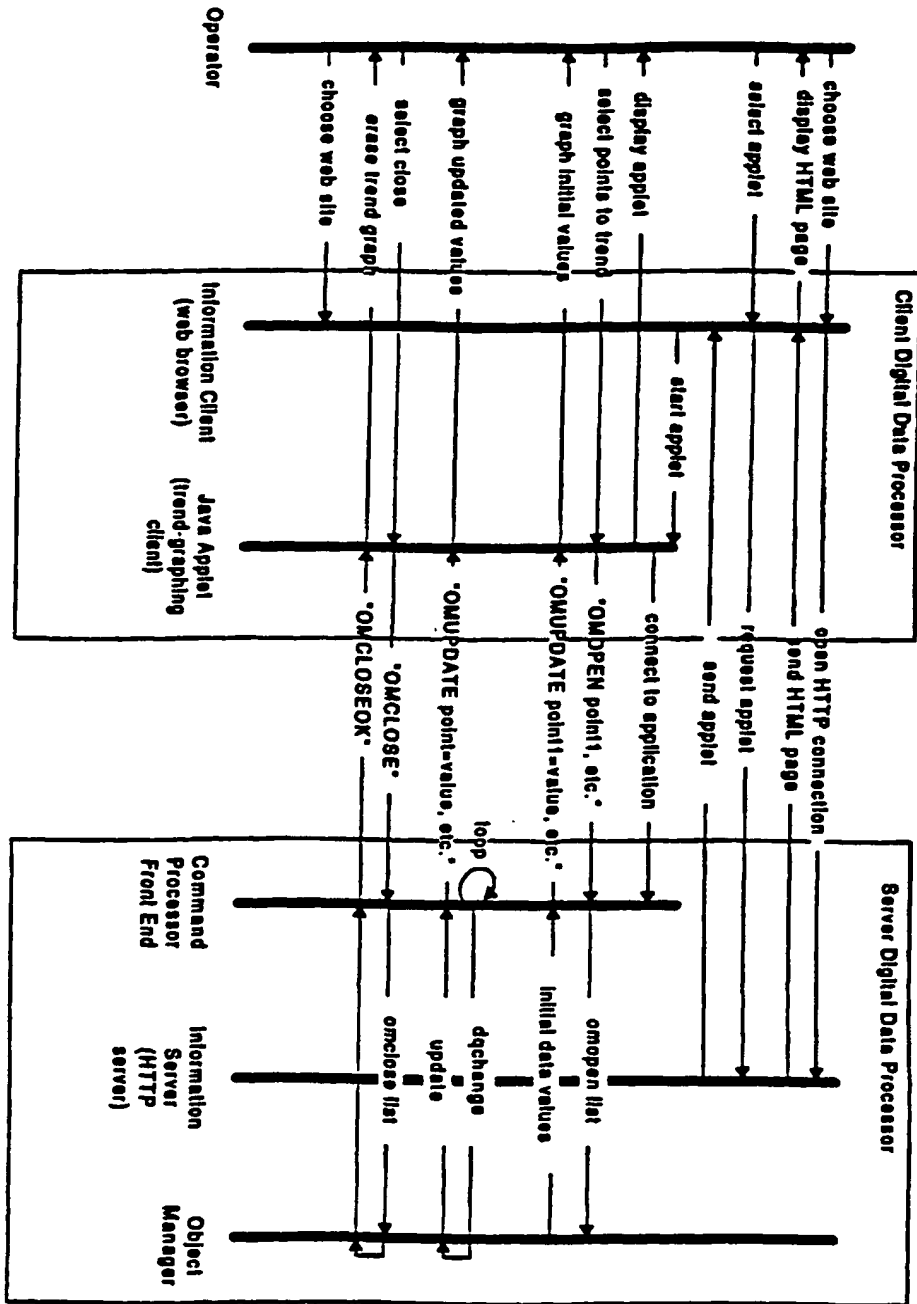 Client Digital Data Processor
Server Digital Data Processor
choose web site
open HTTP connection
display HTML page
send HTML page
select applet
request applet
send applet
start applet
connect to application
display applet
select points to trend
"OMOPEN point1, etc."
omopen list
graph initial values
"OMUPDATE point1=value, etc."
initial data values
loop
dqchange
graph updated values
"OMUPDATE point=value, etc."
update
select close
"OMCLOSE"
omclose list
erase trend graph
"OMCLOSEOK"
choose web site
Operator
Information Client
(web browser)
Java Applet
(trend-graphing
client)
Command
Processor
Front End
Information
Server
(HTTP
server)
Object
Manager